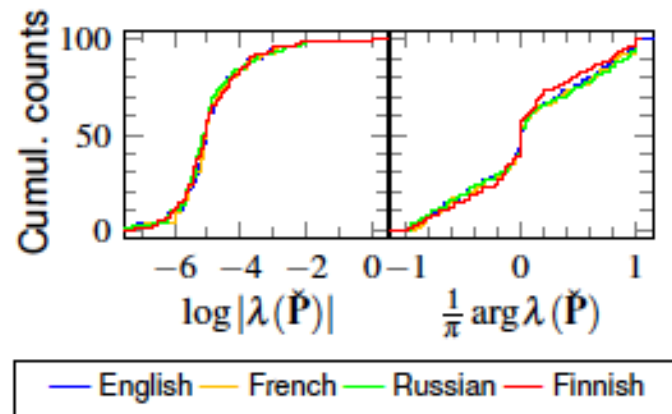 Cumul. counts
100
50
0
−6 −4 −2 0 −1 0 1
log|λ(P̌)| 1/π arg λ(P̌)
English French Russian Finnish